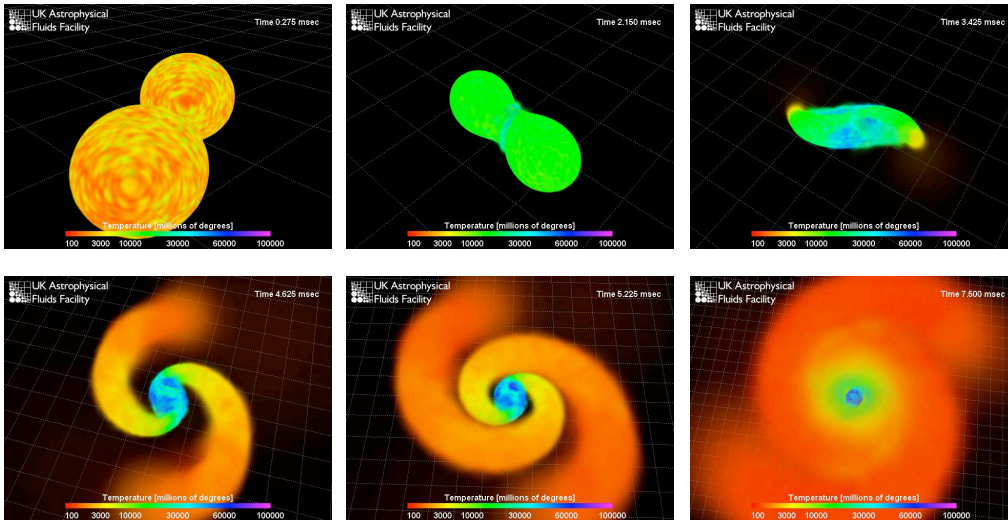 UK Astrophysical
Fluids Facility
Time 0.275 msec
Temperature [millions of degrees]
100 3000 10000 30000 60000 100000
UK Astrophysical
Fluids Facility
Time 2.150 msec
Temperature [millions of degrees]
100 3000 10000 30000 60000 100000
UK Astrophysical
Fluids Facility
Time 3.425 msec
Temperature [millions of degrees]
100 3000 10000 30000 60000 100000
UK Astrophysical
Fluids Facility
Time 4.625 msec
Temperature [millions of degrees]
100 3000 10000 30000 60000 100000
UK Astrophysical
Fluids Facility
Time 5.225 msec
Temperature [millions of degrees]
100 3000 10000 30000 60000 100000
UK Astrophysical
Fluids Facility
Time 7.500 msec
Temperature [millions of degrees]
100 3000 10000 30000 60000 100000